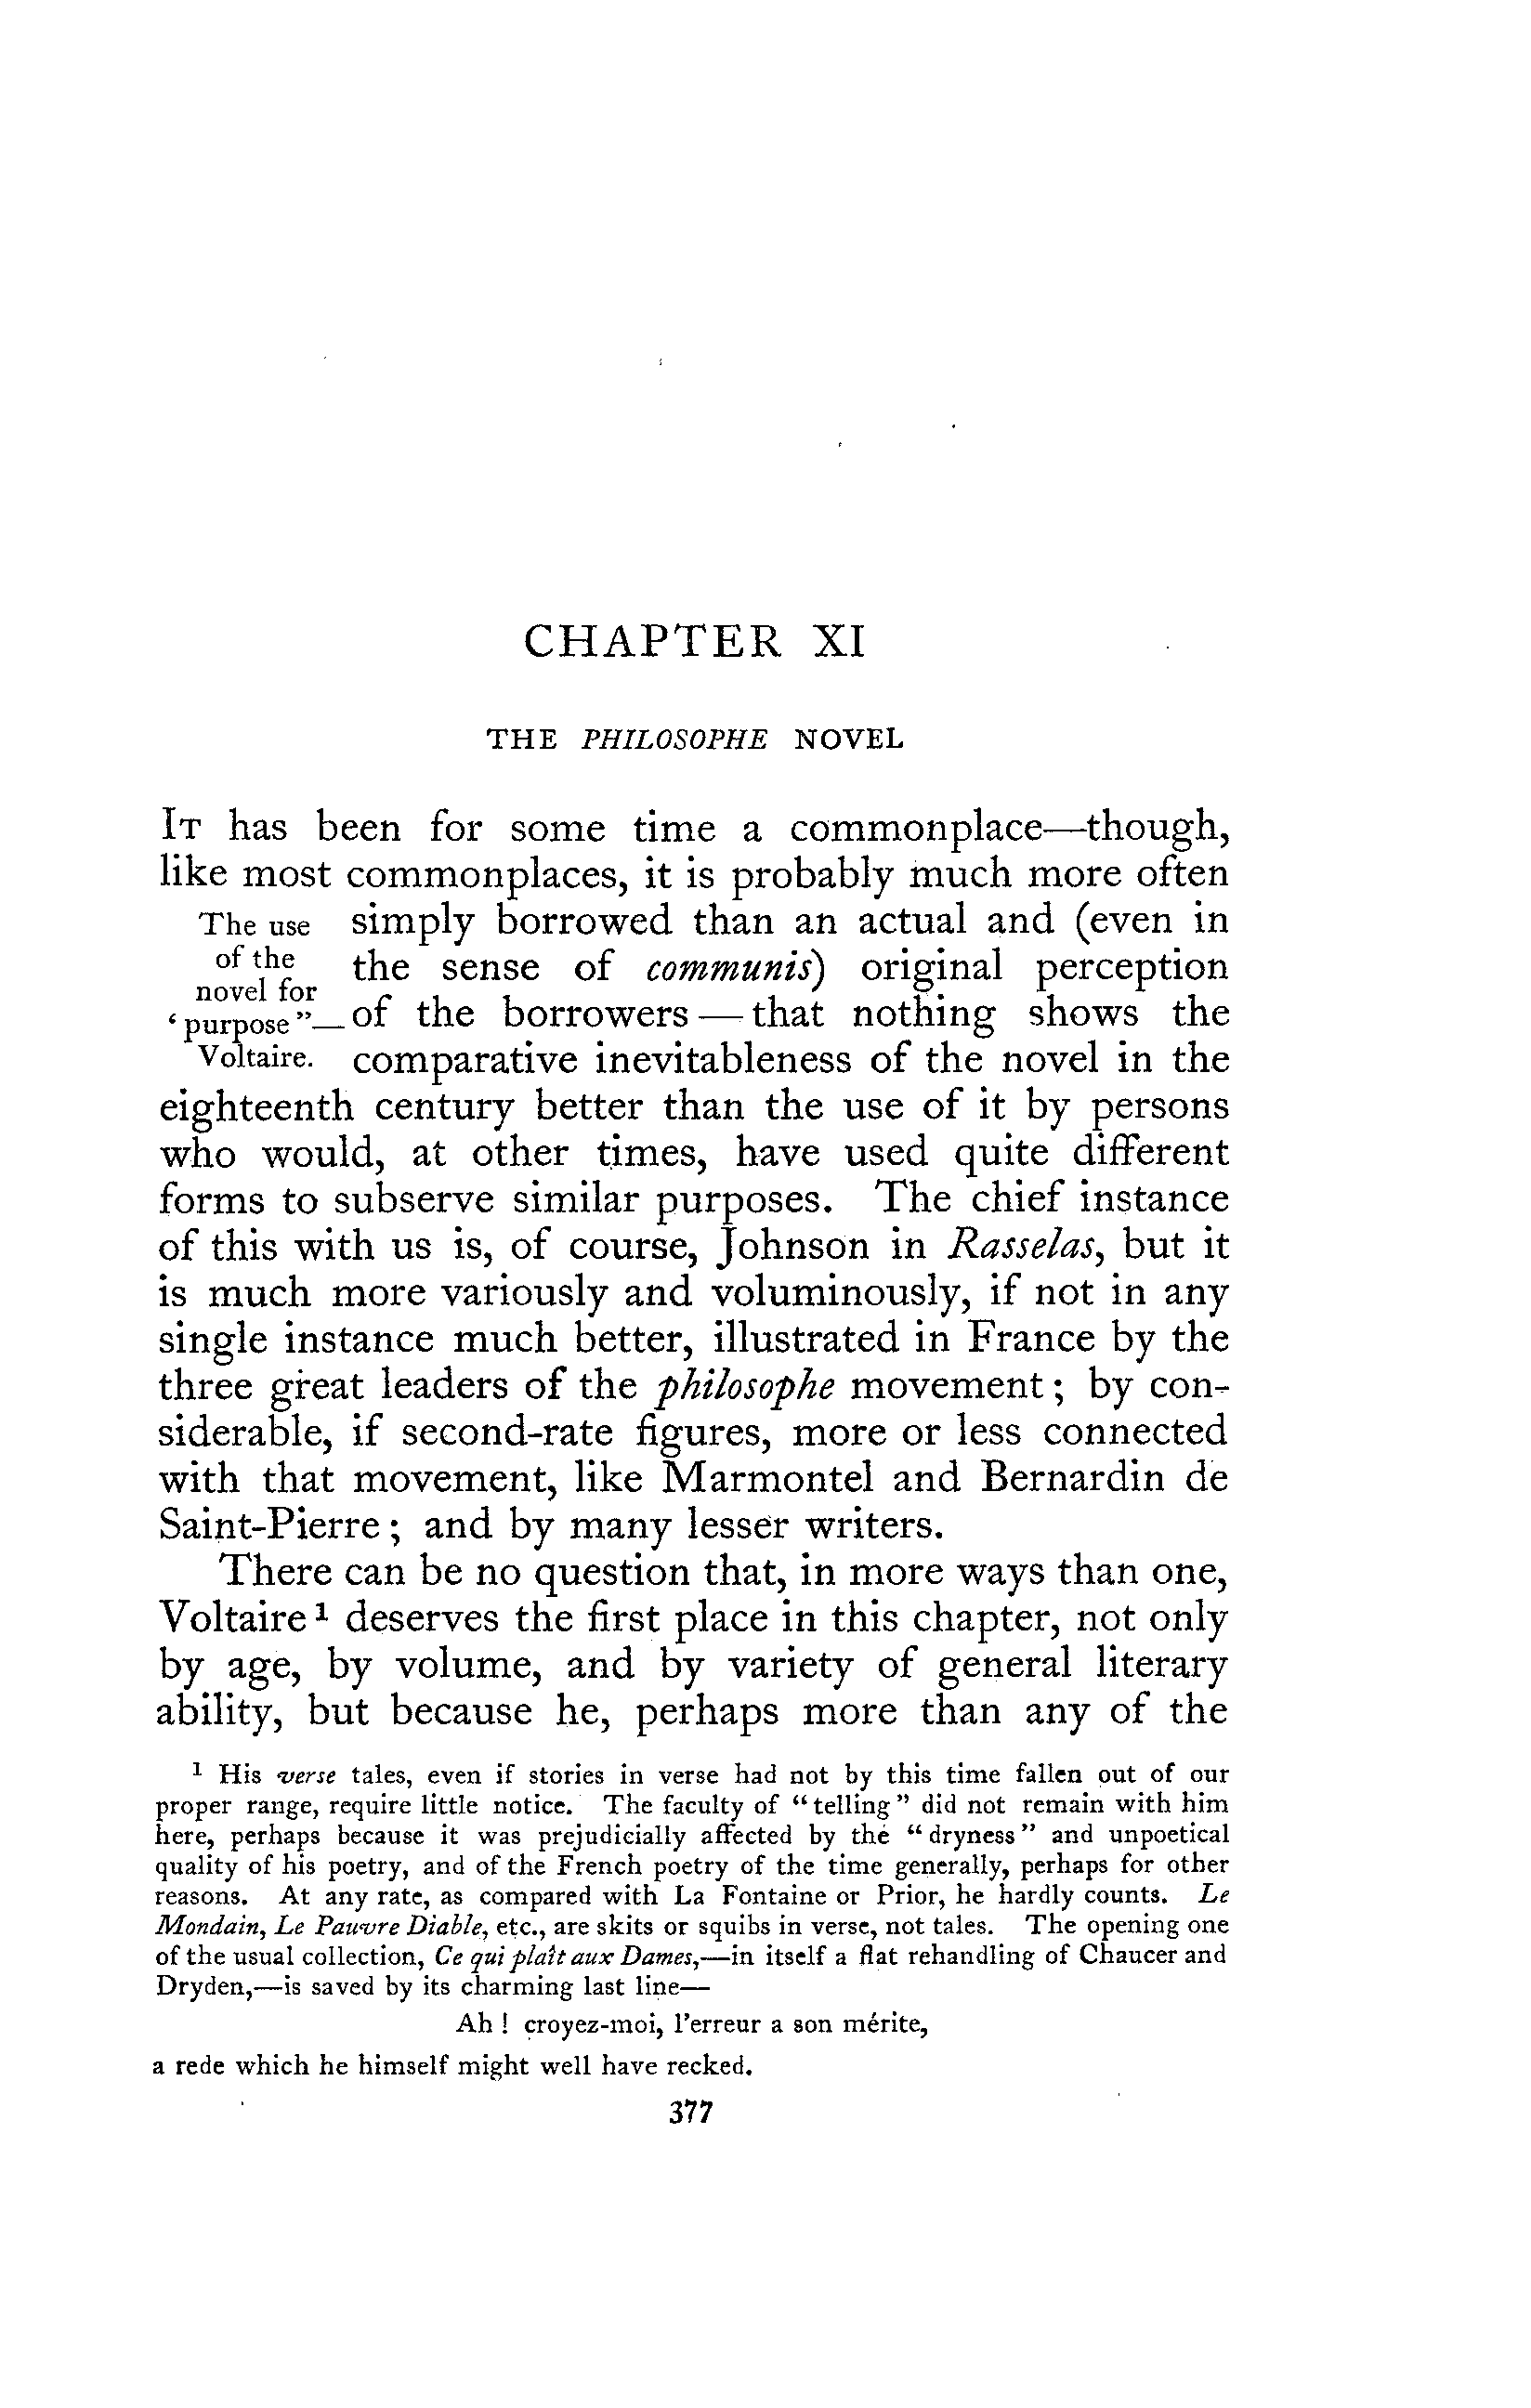 CHAPTER XI
THE PHILOSOPHE NOVEL
IT has been for some time a commonplace—though,
like most commonplaces, it is probably much more often
simply borrowed than an actual and (even in
the sense of communis) original perception
of the borrowers—that nothing shows the
comparative inevitableness of the novel in the
The use
of the
novel for
‘purpose”—
Voltaire.
eighteenth century better than the use of it by persons
who would, at other times, have used quite different
forms to subserve similar purposes. The chief instance
of this with us is, of course, Johnson in Rasselas, but it
is much more variously and voluminously, if not in any
single instance much better, illustrated in France by the
three great leaders of the philosophe movement; by con-
siderable, if second-rate figures, more or less connected
with that movement, like Marmontel and Bernardin de
Saint-Pierre; and by many lesser writers.
There can be no question that, in more ways than one,
Voltaire¹ deserves the first place in this chapter, not only
by age, by volume, and by variety of general literary
ability, but because he, perhaps more than any of the
¹ His verse tales, even if stories in verse had not by this time fallen out of our
proper range, require little notice. The faculty of “telling” did not remain with him
here, perhaps because it was prejudicially affected by the “dryness” and unpoetical
quality of his poetry, and of the French poetry of the time generally, perhaps for other
reasons. At any rate, as compared with La Fontaine or Prior, he hardly counts. Le
Mondain, Le Pauvre Diable, etc., are skits or squibs in verse, not tales. The opening one
of the usual collection, Ce qui plaît aux Dames,—in itself a flat rehandling of Chaucer and
Dryden,—is saved by its charming last line—
Ah! croyez-moi, l’erreur a son mérite,
a rede which he himself might well have recked.
377